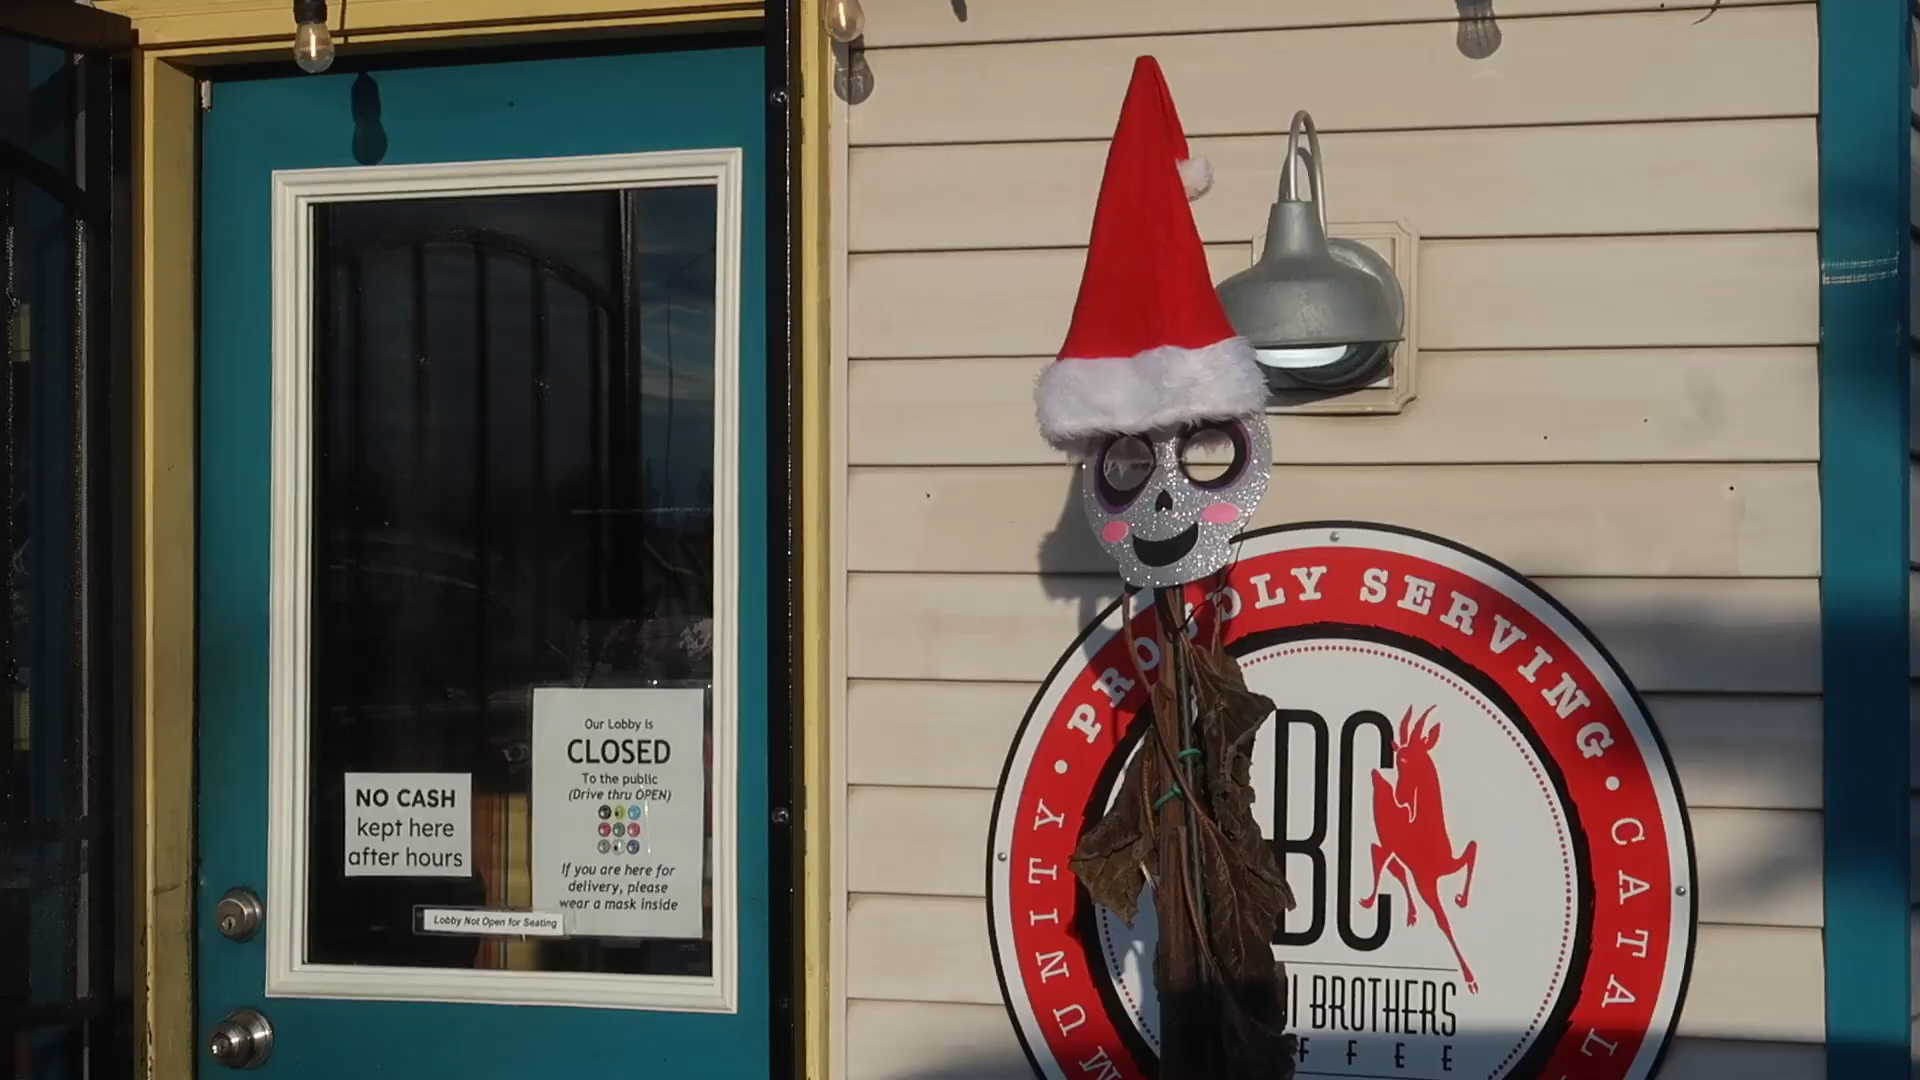 Our Lobby is
CLOSED
To the public
(Drive thru OPEN)
If you are here for
delivery, please
wear a mask inside
NO CASH
kept here
after hours
Lobby Not Open for Seating
PROUDLY SERVING
BC
BROTHERS